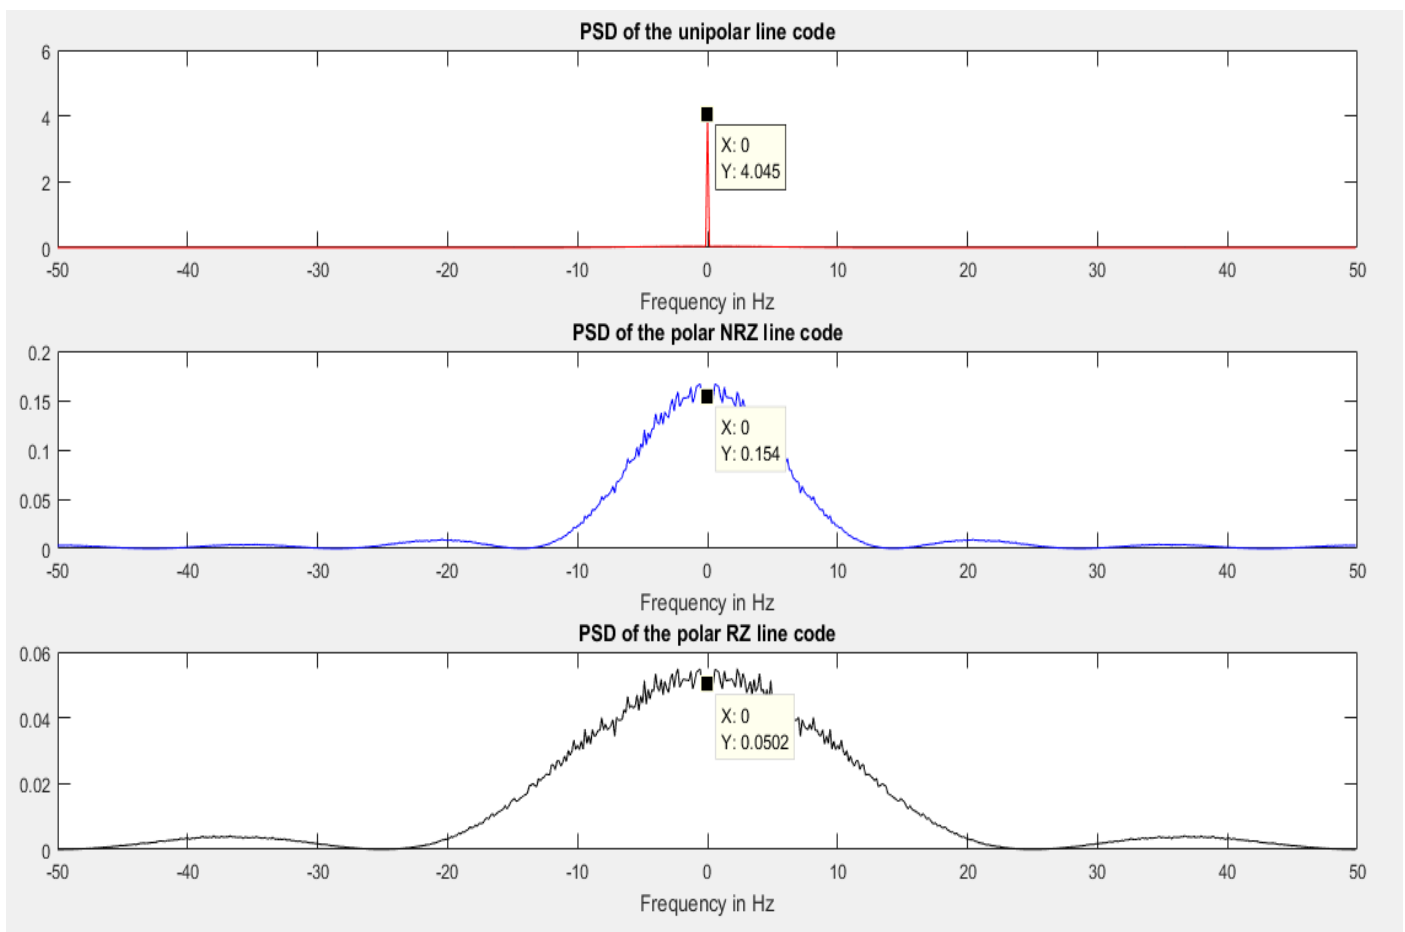 PSD of the unipolar line code
6
4
2
0
X: 0
Y: 4.045
-50 -40 -30 -20 -10 0 10 20 30 40 50
Frequency in Hz
PSD of the polar NRZ line code
0.2
0.15
0.1
0.05
0
X: 0
Y: 0.154
-50 -40 -30 -20 -10 0 10 20 30 40 50
Frequency in Hz
PSD of the polar RZ line code
0.06
0.04
0.02
0
X: 0
Y: 0.0502
-50 -40 -30 -20 -10 0 10 20 30 40 50
Frequency in Hz